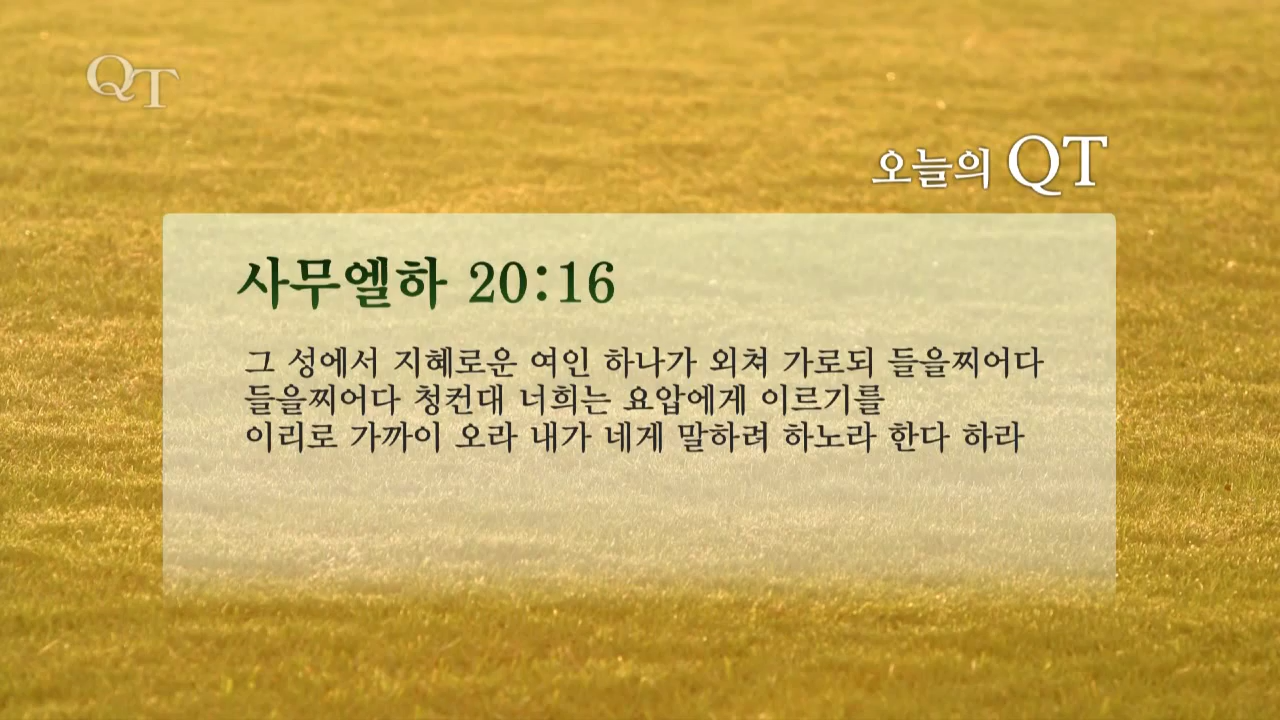 QT
오늘의 QT
사무엘하 20:16
그 성에서 지혜로운 여인 하나가 외쳐 가로되 들을찌어다
들을찌어다 청컨대 너희는 요압에게 이르기를
이리로 가까이 오라 내가 네게 말하려 하노라 한다 하라